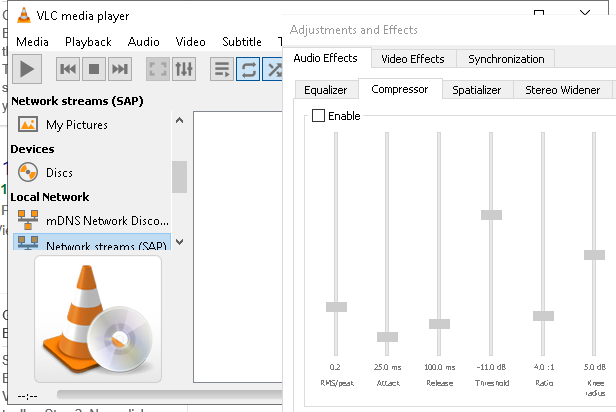 VLC media player
Media Playback Audio Video Subtitle
Network streams (SAP)
My Pictures
Devices
Discs
Local Network
mDNS Network Disco...
Network streams (SAP)
--:--
Adjustments and Effects
Audio Effects Video Effects Synchronization
Equalizer Compressor Spatializer Stereo Widener
Enable
0.2 25.0 ms 100.0 ms -11.0 dB 4.0 :1 5.0 dB
RMS/peak Attack Release Threshold Ratio Knee
radius